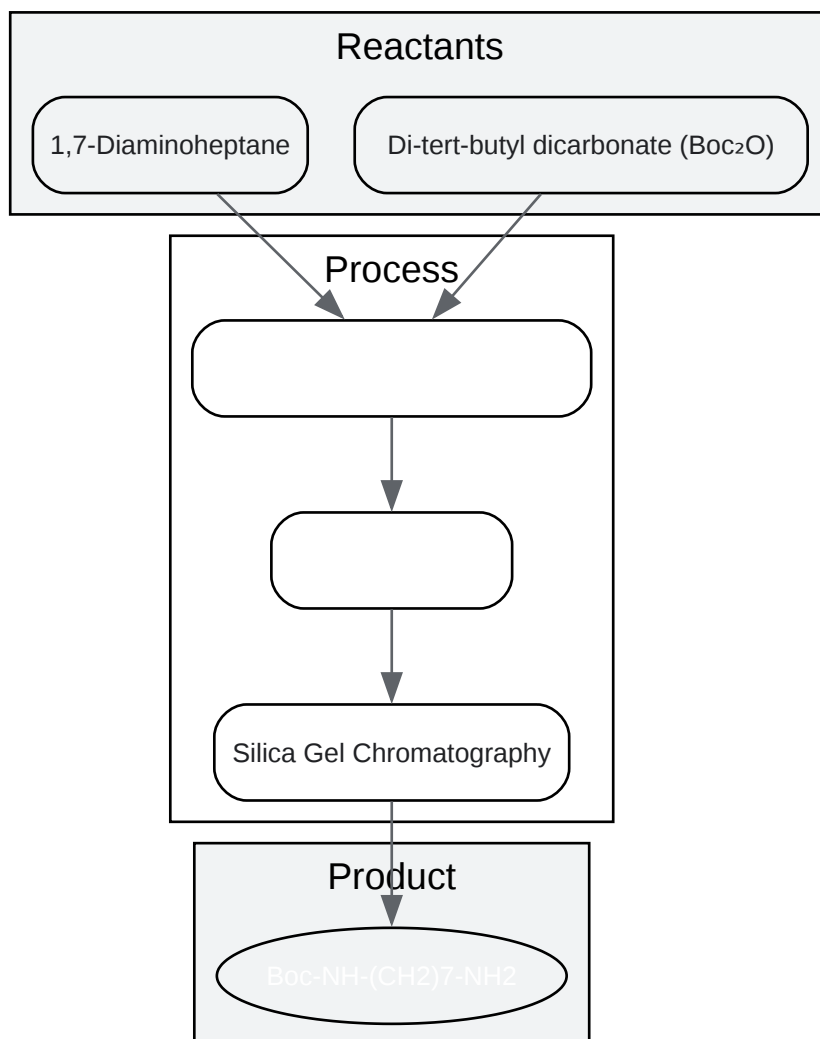 Reactants
1,7-Diaminoheptane
Di-tert-butyl dicarbonate (Boc₂O)
Process
Silica Gel Chromatography
Product
Boc-NH-(CH2)7-NH2